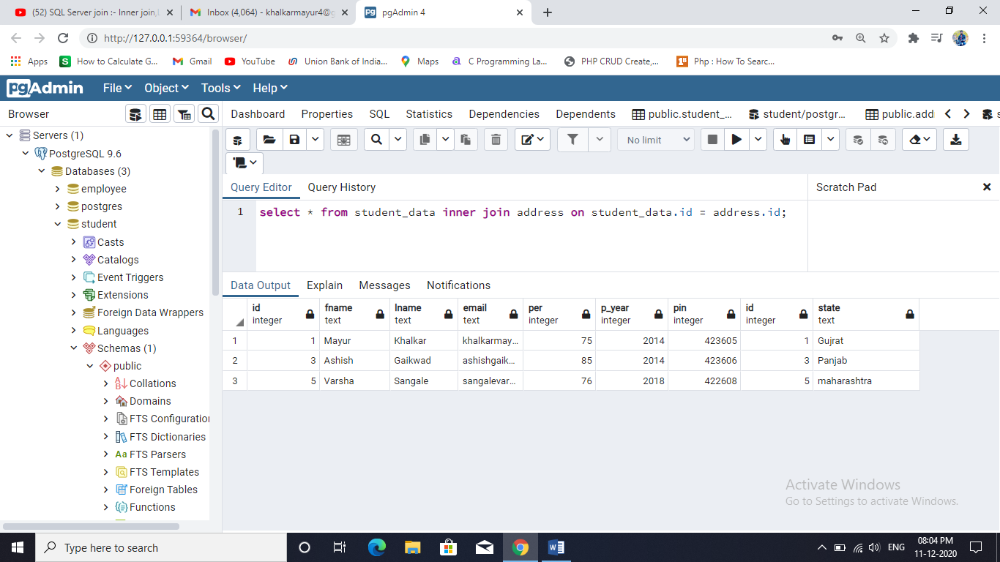 (52) SQL Server join :- Inner join,
Inbox (4,064) - khalkarmayur4@g
pgAdmin 4
http://127.0.0.1:59364/browser/
Apps
How to Calculate G...
Gmail
YouTube
Union Bank of India...
Maps
C Programming La...
PHP CRUD Create,...
Php : How To Searc...
pgAdmin
File
Object
Tools
Help
Browser
Dashboard
Properties
SQL
Statistics
Dependencies
Dependents
public.student_...
student/postgr...
public.add
s
No limit
Servers (1)
PostgreSQL 9.6
Databases (3)
employee
postgres
student
Casts
Catalogs
Event Triggers
Extensions
Foreign Data Wrappers
Languages
Schemas (1)
public
Collations
Domains
FTS Configuration
FTS Dictionaries
Aa FTS Parsers
FTS Templates
Foreign Tables
Functions
Query Editor
Query History
Scratch Pad
1 select * from student_data inner join address on student_data.id = address.id;
Data Output
Explain
Messages
Notifications
id integer
fname text
lname text
email text
per integer
p_year integer
pin integer
id integer
state text
1 1 Mayur Khalkar khalkarmay... 75 2014 423605 1 Gujrat
2 3 Ashish Gaikwad ashishgaik... 85 2014 423606 3 Panjab
3 5 Varsha Sangale sangalevar... 76 2018 422608 5 maharashtra
Activate Windows
Go to Settings to activate Windows.
Type here to search
ENG
08:04 PM
11-12-2020